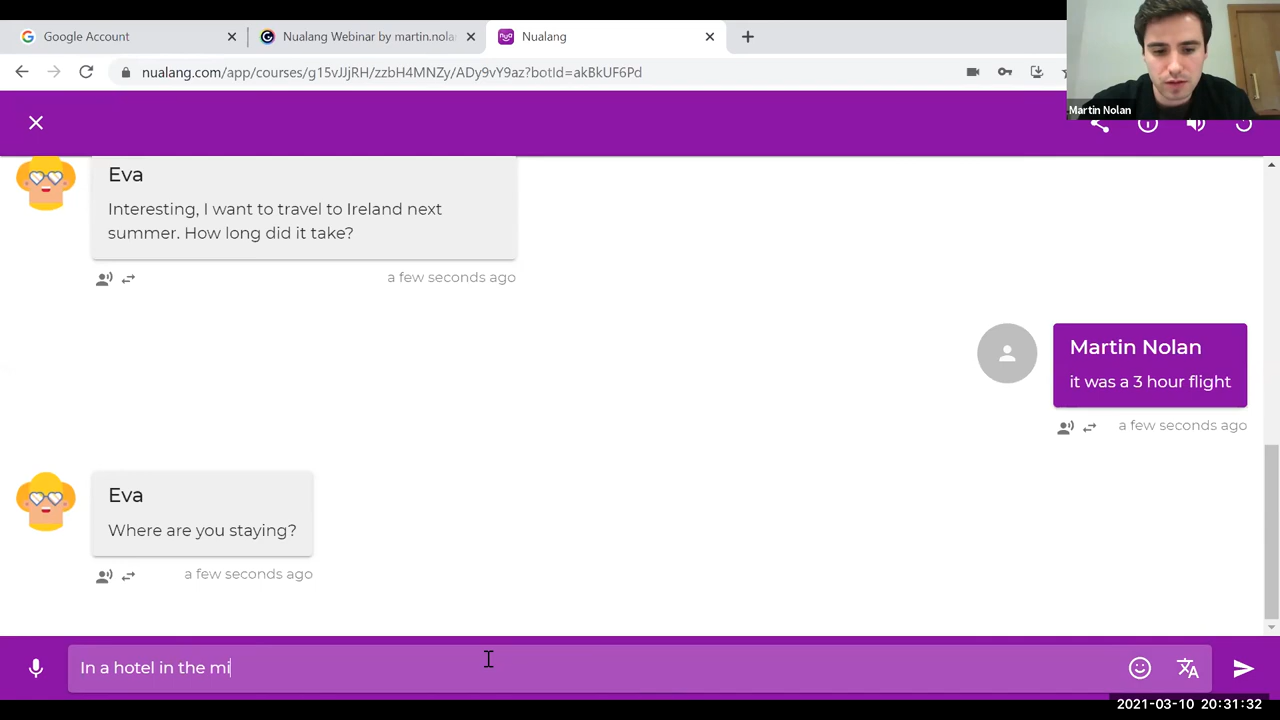 Google Account
Nualang Webinar by martin.nola
Nualang
nualang.com/app/courses/g15vJJjRH/zzbH4MNZy/ADy9vY9az?botId=akBkUF6Pd
Martin Nolan
Eva
Interesting, I want to travel to Ireland next
summer. How long did it take?
a few seconds ago
Martin Nolan
it was a 3 hour flight
a few seconds ago
Eva
Where are you staying?
a few seconds ago
In a hotel in the mi
2021-03-10 20:31:32